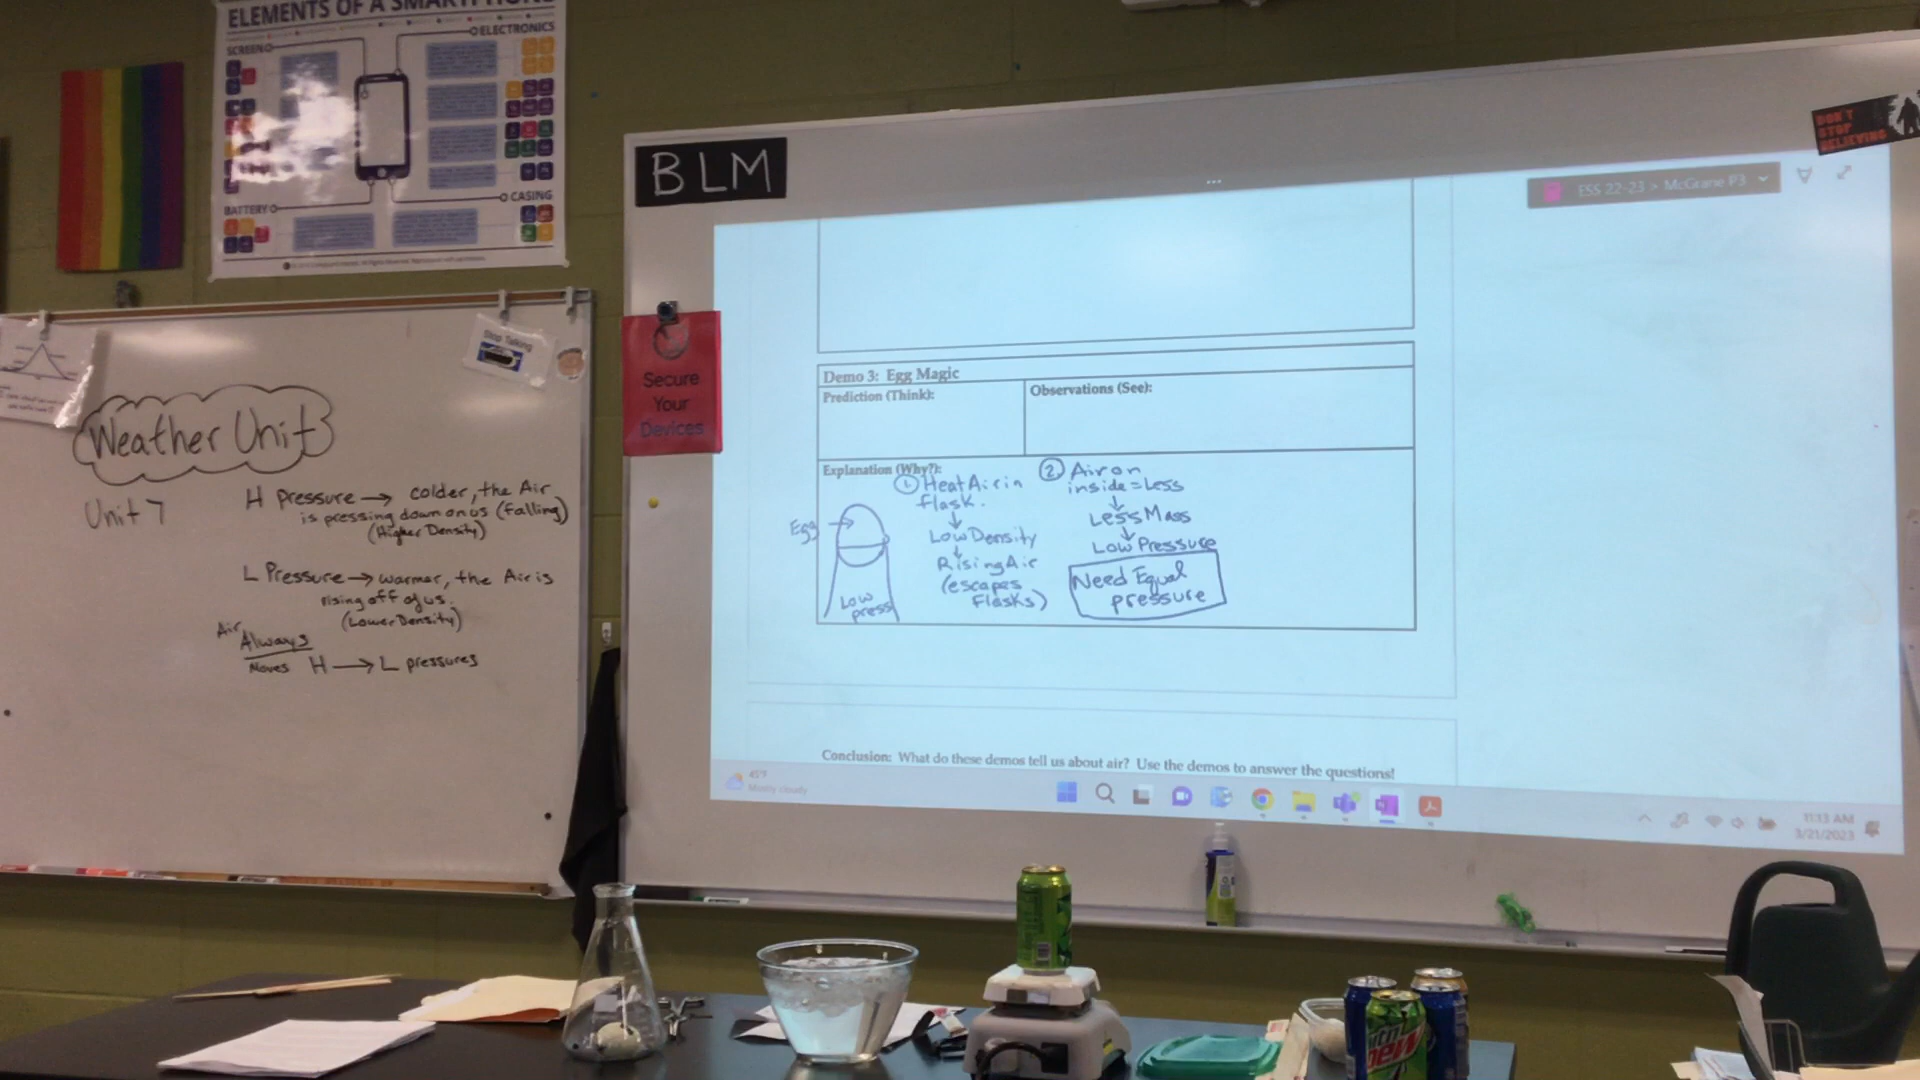 ELEMENTS OF A SMARTPHONE
SCREEN
ELECTRONICS
BATTERY
CASING
BLM
DON'T
STOP
BELIEVING
ESS 22-23 > McGrane P3
Stop Talking
Secure
Your
Devices
Weather Unit
Unit 7
H Pressure → colder, the Air
is pressing down on us (Falling)
(Higher Density)
L Pressure → warmer, the Air is
rising off of us.
(Lower Density)
Air
Always
Moves H → L pressures
Demo 3: Egg Magic
Prediction (Think):
Observations (See):
Explanation (Why?):
① Heat Air in
flask.
↓
Low Density
↓
Rising Air
(escapes
Flasks)
② Air on
inside = Less
↓
Less Mass
↓
Low Pressure
Need Equal
pressure
Egg →
Low
press
Conclusion: What do these demos tell us about air? Use the demos to answer the questions!
45°F
Mostly cloudy
11:13 AM
3/21/2023
mtn
dew